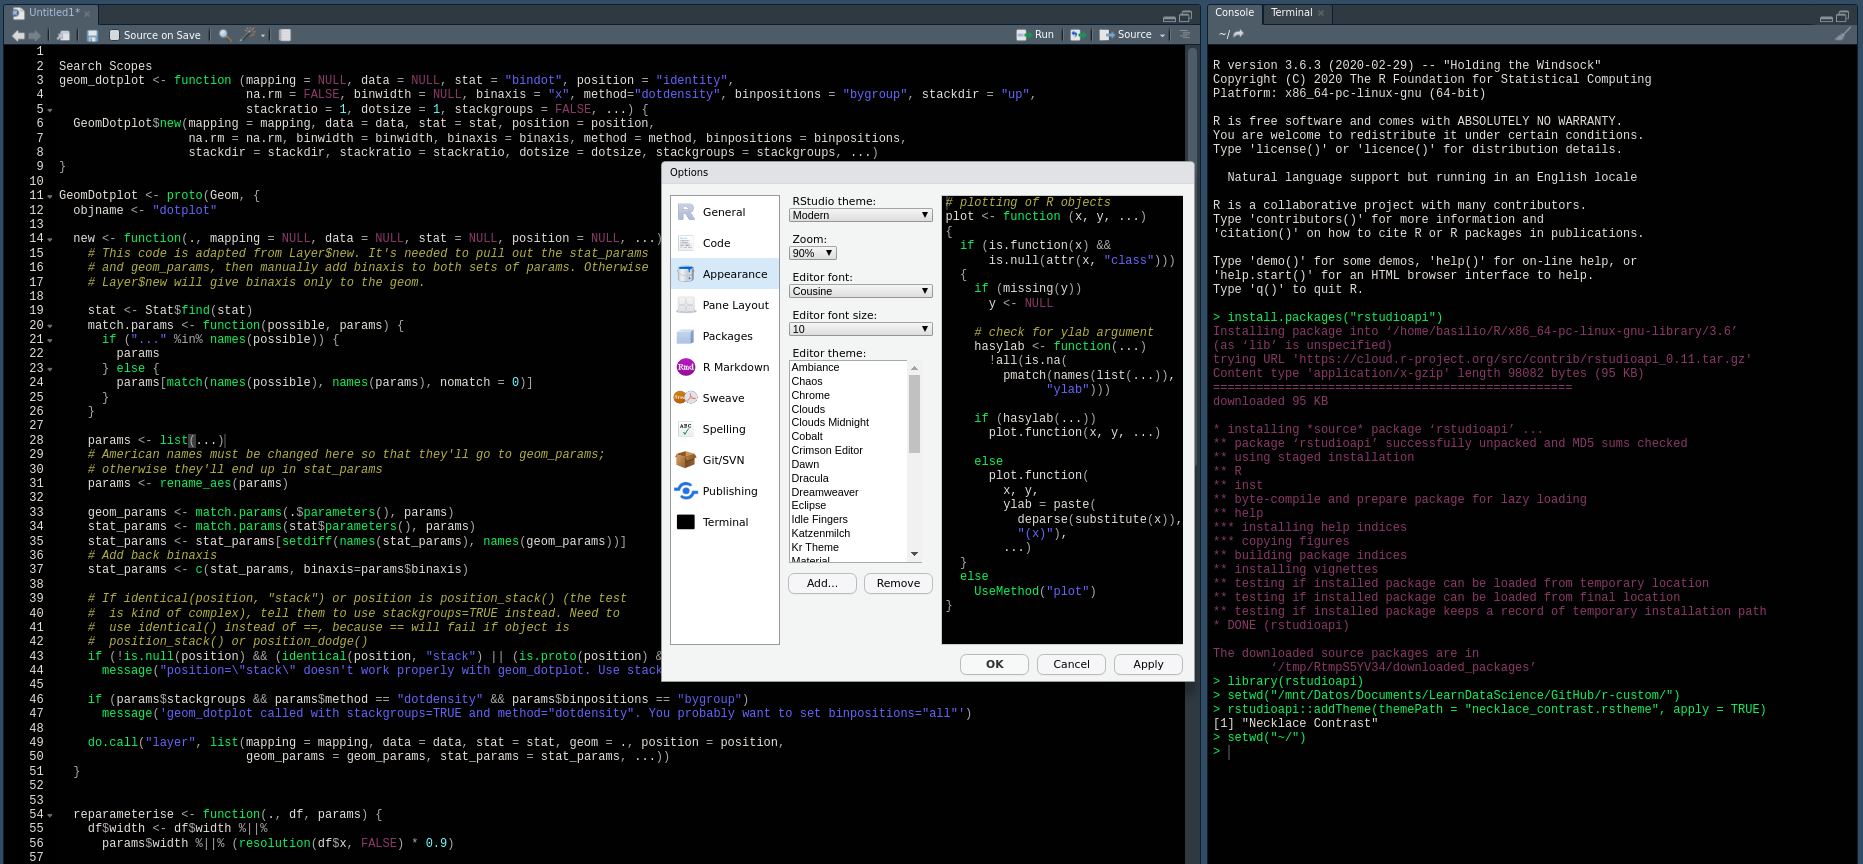 Untitled1*
Source on Save
Run
Source
1
2 Search Scopes
3 geom_dotplot <- function (mapping = NULL, data = NULL, stat = "bindot", position = "identity",
4 na.rm = FALSE, binwidth = NULL, binaxis = "x", method="dotdensity", binpositions = "bygroup", stackdir = "up",
5 stackratio = 1, dotsize = 1, stackgroups = FALSE, ...) {
6 GeomDotplot$new(mapping = mapping, data = data, stat = stat, position = position,
7 na.rm = na.rm, binwidth = binwidth, binaxis = binaxis, method = method, binpositions = binpositions,
8 stackdir = stackdir, stackratio = stackratio, dotsize = dotsize, stackgroups = stackgroups, ...)
9 }
10
11 GeomDotplot <- proto(Geom, {
12 objname <- "dotplot"
13
14 new <- function(., mapping = NULL, data = NULL, stat = NULL, position = NULL, ...)
15 # This code is adapted from Layer$new. It's needed to pull out the stat_params
16 # and geom_params, then manually add binaxis to both sets of params. Otherwise
17 # Layer$new will give binaxis only to the geom.
18
19 stat <- Stat$find(stat)
20 match.params <- function(possible, params) {
21 if ("..." %in% names(possible)) {
22 params
23 } else {
24 params[match(names(possible), names(params), nomatch = 0)]
25 }
26 }
27
28 params <- list(...)
29 # American names must be changed here so that they'll go to geom_params;
30 # otherwise they'll end up in stat_params
31 params <- rename_aes(params)
32
33 geom_params <- match.params(.$parameters(), params)
34 stat_params <- match.params(stat$parameters(), params)
35 stat_params <- stat_params[setdiff(names(stat_params), names(geom_params))]
36 # Add back binaxis
37 stat_params <- c(stat_params, binaxis=params$binaxis)
38
39 # If identical(position, "stack") or position is position_stack() (the test
40 # is kind of complex), tell them to use stackgroups=TRUE instead. Need to
41 # use identical() instead of ==, because == will fail if object is
42 # position_stack() or position_dodge()
43 if (!is.null(position) && (identical(position, "stack") || (is.proto(position) &
44 message("position=\"stack\" doesn't work properly with geom_dotplot. Use stack
45
46 if (params$stackgroups && params$method == "dotdensity" && params$binpositions == "bygroup")
47 message('geom_dotplot called with stackgroups=TRUE and method="dotdensity". You probably want to set binpositions="all"')
48
49 do.call("layer", list(mapping = mapping, data = data, stat = stat, geom = ., position = position,
50 geom_params = geom_params, stat_params = stat_params, ...))
51 }
52
53
54 reparameterise <- function(., df, params) {
55 df$width <- df$width %||%
56 params$width %||% (resolution(df$x, FALSE) * 0.9)
57
Options
General
Code
Appearance
Pane Layout
Packages
R Markdown
Sweave
Spelling
Git/SVN
Publishing
Terminal
RStudio theme:
Modern
Zoom:
90%
Editor font:
Cousine
Editor font size:
10
Editor theme:
Ambiance
Chaos
Chrome
Clouds
Clouds Midnight
Cobalt
Crimson Editor
Dawn
Dracula
Dreamweaver
Eclipse
Idle Fingers
Katzenmilch
Kr Theme
Material
Add...
Remove
# plotting of R objects
plot <- function (x, y, ...)
{
if (is.function(x) &&
is.null(attr(x, "class")))
{
if (missing(y))
y <- NULL
# check for ylab argument
hasylab <- function(...)
!all(is.na(
pmatch(names(list(...)),
"ylab")))
if (hasylab(...))
plot.function(x, y, ...)
else
plot.function(
x, y,
ylab = paste(
deparse(substitute(x)),
"(x)"),
...)
}
else
UseMethod("plot")
}
OK
Cancel
Apply
Console
Terminal
~/
R version 3.6.3 (2020-02-29) -- "Holding the Windsock"
Copyright (C) 2020 The R Foundation for Statistical Computing
Platform: x86_64-pc-linux-gnu (64-bit)
R is free software and comes with ABSOLUTELY NO WARRANTY.
You are welcome to redistribute it under certain conditions.
Type 'license()' or 'licence()' for distribution details.
Natural language support but running in an English locale
R is a collaborative project with many contributors.
Type 'contributors()' for more information and
'citation()' on how to cite R or R packages in publications.
Type 'demo()' for some demos, 'help()' for on-line help, or
'help.start()' for an HTML browser interface to help.
Type 'q()' to quit R.
> install.packages("rstudioapi")
Installing package into ‘/home/basilio/R/x86_64-pc-linux-gnu-library/3.6’
(as ‘lib’ is unspecified)
trying URL 'https://cloud.r-project.org/src/contrib/rstudioapi_0.11.tar.gz'
Content type 'application/x-gzip' length 98082 bytes (95 KB)
==================================================
downloaded 95 KB
* installing *source* package ‘rstudioapi’ ...
** package ‘rstudioapi’ successfully unpacked and MD5 sums checked
** using staged installation
** R
** inst
** byte-compile and prepare package for lazy loading
** help
*** installing help indices
*** copying figures
** building package indices
** installing vignettes
** testing if installed package can be loaded from temporary location
** testing if installed package can be loaded from final location
** testing if installed package keeps a record of temporary installation path
* DONE (rstudioapi)
The downloaded source packages are in
‘/tmp/RtmpS5YV34/downloaded_packages’
> library(rstudioapi)
> setwd("/mnt/Datos/Documents/LearnDataScience/GitHub/r-custom/")
> rstudioapi::addTheme(themePath = "necklace_contrast.rstheme", apply = TRUE)
[1] "Necklace Contrast"
> setwd("~/")
>